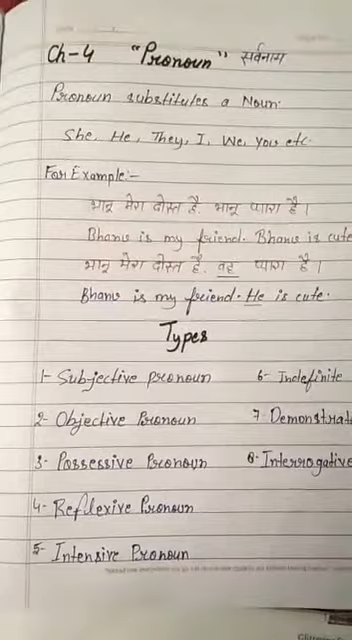 Ch-4 "Pronoun" सर्वनाम
Pronoun substitutes a Noun.
She, He, They, I, We, you etc.
For Example:-
भानू मेरा दोस्त है. भानू प्यारा है।
Bhanu is my friend. Bhanu is cute
भानू मेरा दोस्त है. वह प्यारा है।
Bhanu is my friend. He is cute.
Types
1- Subjective pronoun 6- Indefinite
2- Objective Pronoun 7- Demonstrati
3- Possessive Pronoun 8- Interrogative
4- Reflexive Pronoun
5- Intensive Pronoun